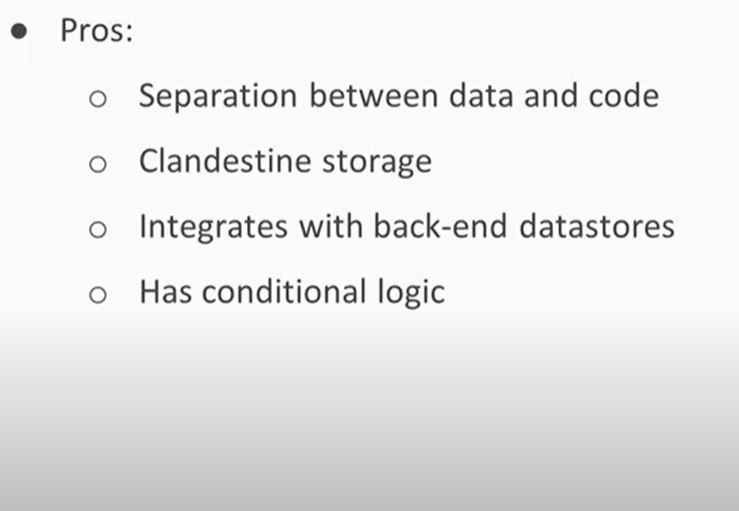 ● Pros:
○ Separation between data and code
○ Clandestine storage
○ Integrates with back-end datastores
○ Has conditional logic